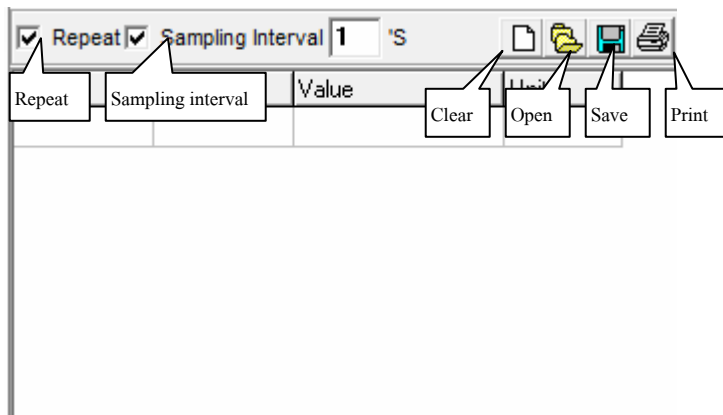 Repeat Sampling Interval 1 'S
Value
Repeat
Sampling interval
Clear
Open
Save
Print